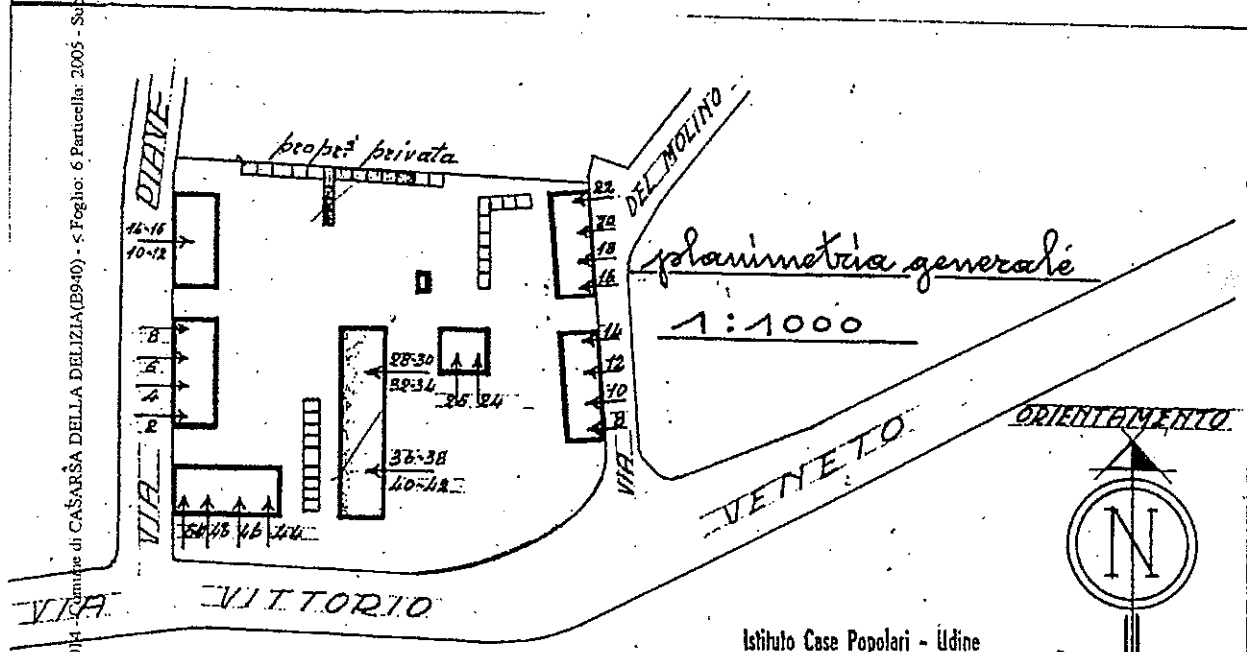 Comune di CASARSA DELLA DELIZIA(B940) - < Foglio: 6 Particella: 2005 - Su
VIA PIAVE
propr.tà privata
14-16
10-12
8
6
4
2
28-30
32-34
36-38
40-42
26 24
48 46 44
22
20
18
16
14
12
10
8
VIA DEL MOLINO
planimetria generale
1:1000
VIA VITTORIO VENETO
ORIENTAMENTO
N
Istituto Case Popolari - Udine